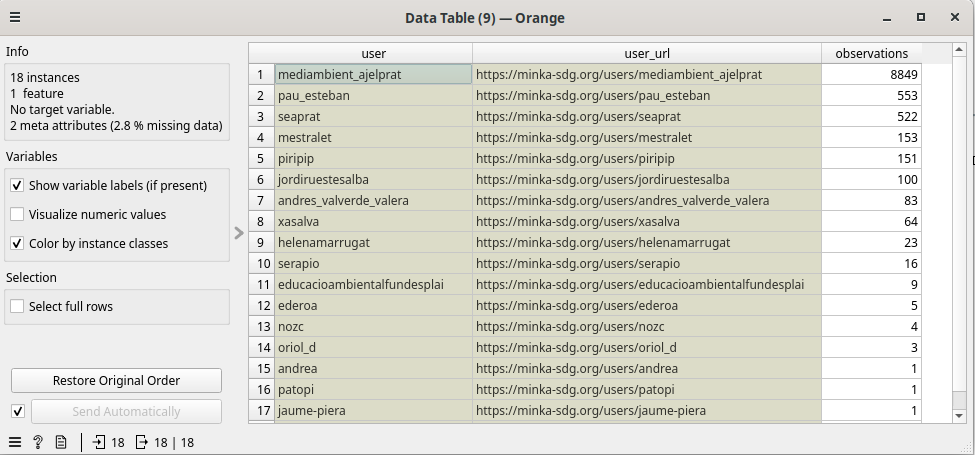 Data Table (9) — Orange
Info
18 instances
1 feature
No target variable.
2 meta attributes (2.8 % missing data)
Variables
Show variable labels (if present)
Visualize numeric values
Color by instance classes
Selection
Select full rows
Restore Original Order
Send Automatically
18
18 | 18
user user_url observations
1 mediambient_ajelprat https://minka-sdg.org/users/mediambient_ajelprat 8849
2 pau_esteban https://minka-sdg.org/users/pau_esteban 553
3 seaprat https://minka-sdg.org/users/seaprat 522
4 mestralet https://minka-sdg.org/users/mestralet 153
5 piripip https://minka-sdg.org/users/piripip 151
6 jordiruestesalba https://minka-sdg.org/users/jordiruestesalba 100
7 andres_valverde_valera https://minka-sdg.org/users/andres_valverde_valera 83
8 xasalva https://minka-sdg.org/users/xasalva 64
9 helenamarrugat https://minka-sdg.org/users/helenamarrugat 23
10 serapio https://minka-sdg.org/users/serapio 16
11 educacioambientalfundesplai https://minka-sdg.org/users/educacioambientalfundesplai 9
12 ederoa https://minka-sdg.org/users/ederoa 5
13 nozc https://minka-sdg.org/users/nozc 4
14 oriol_d https://minka-sdg.org/users/oriol_d 3
15 andrea https://minka-sdg.org/users/andrea 1
16 patopi https://minka-sdg.org/users/patopi 1
17 jaume-piera https://minka-sdg.org/users/jaume-piera 1